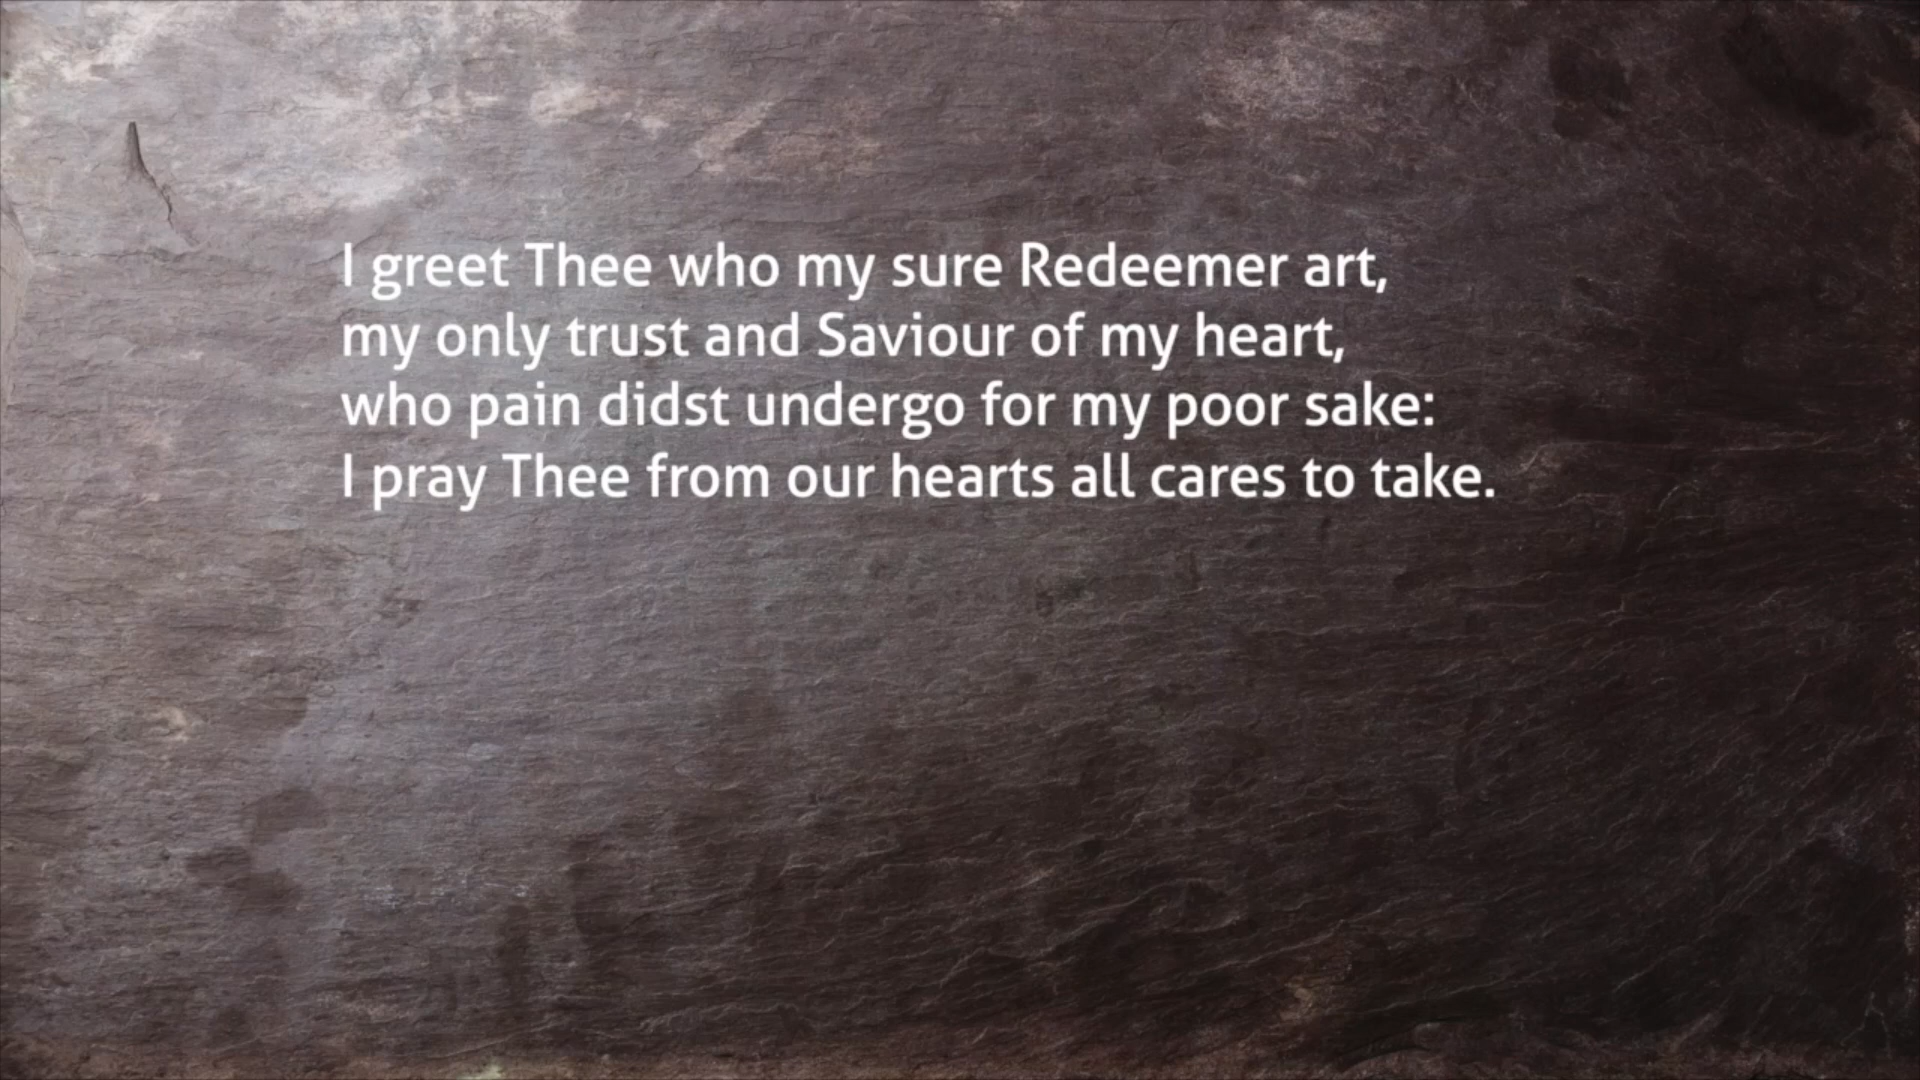 I greet Thee who my sure Redeemer art,
my only trust and Saviour of my heart,
who pain didst undergo for my poor sake:
I pray Thee from our hearts all cares to take.